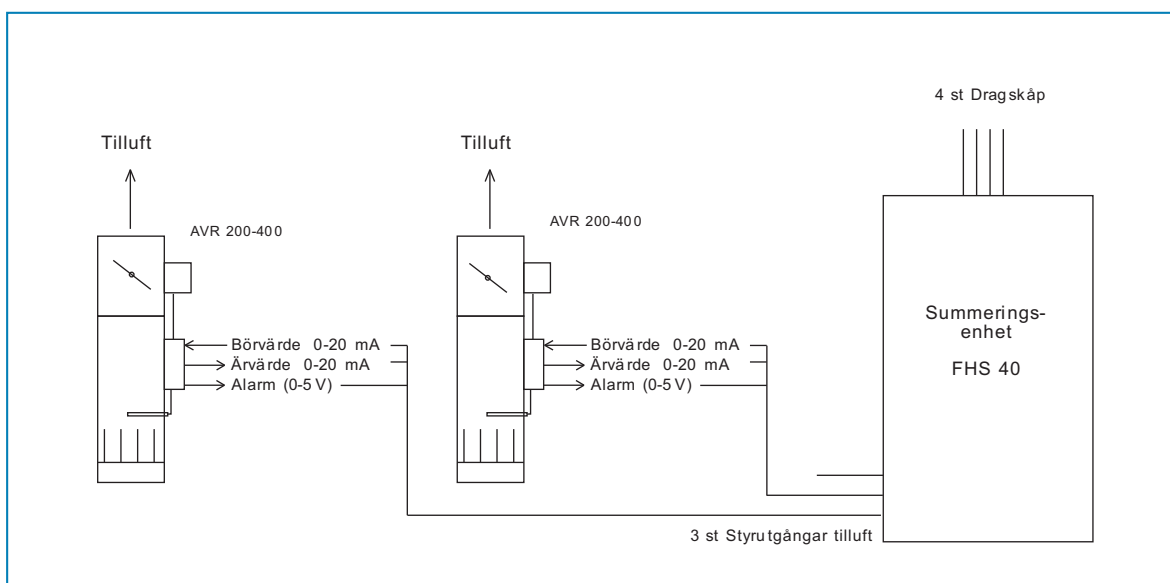 4 st Dragskåp
Tilluft
Tilluft
AVR 200-400
AVR 200-400
Börvärde 0-20 mA
Ärvärde 0-20 mA
Alarm (0-5 V)
Börvärde 0-20 mA
Ärvärde 0-20 mA
Alarm (0-5 V)
Summerings-
enhet
FHS 40
3 st Styrutgångar tilluft